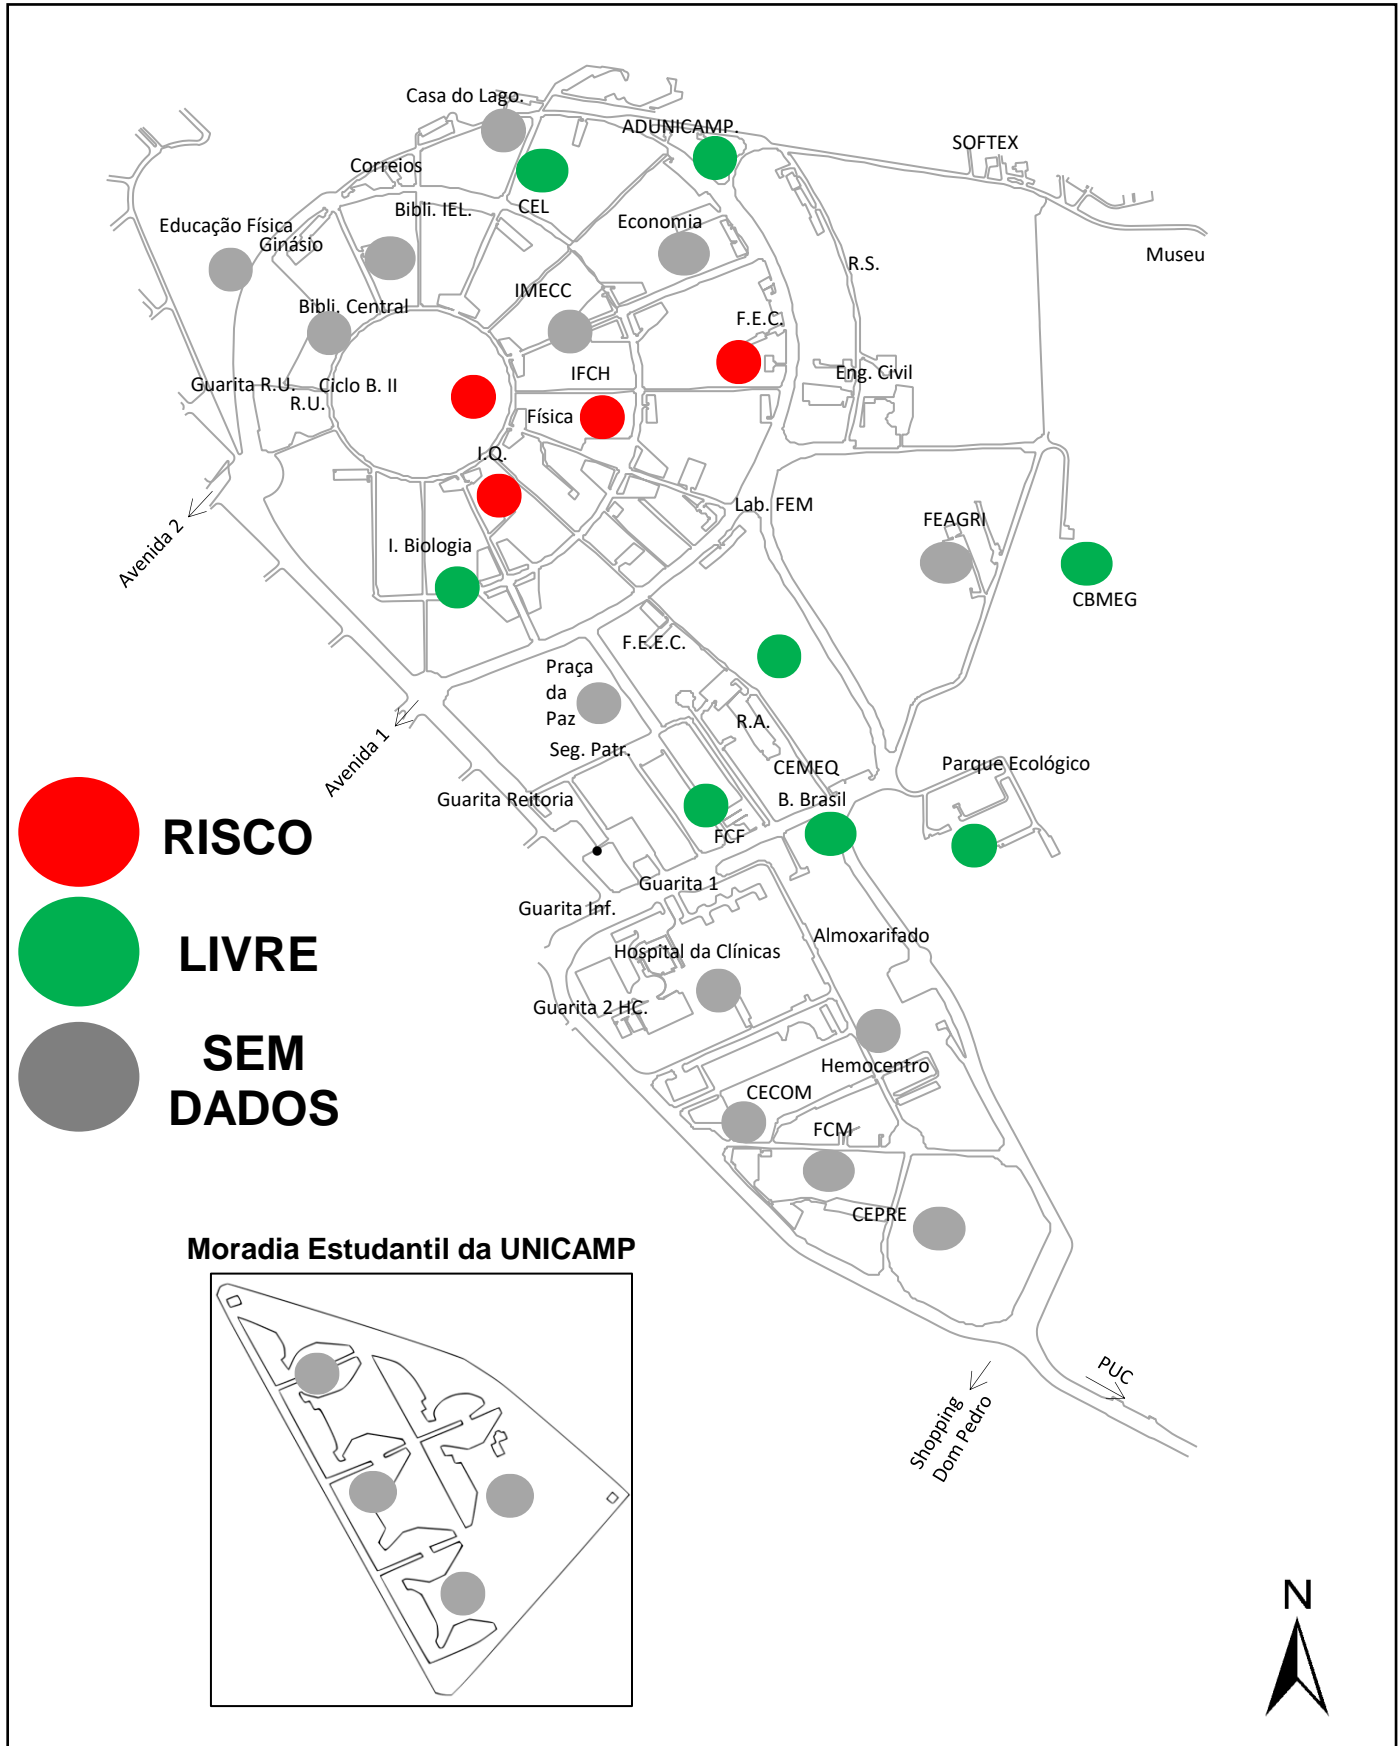 Casa do Lago.
ADUNICAMP.
SOFTEX
Correios
Bibli. IEL.
CEL
Economia
Educação Física
Ginásio
Museu
R.S.
IMECC
Bibli. Central
F.E.C.
IFCH
Eng. Civil
Guarita R.U.
Ciclo B. II
R.U.
Física
I.Q.
Lab. FEM
FEAGRI
Avenida 2
I. Biologia
CBMEG
F.E.E.C.
Praça
da
Paz
R.A.
Seg. Patr.
Avenida 1
CEMEQ
Parque Ecológico
Guarita Reitoria
B. Brasil
FCF
RISCO
Guarita 1
Guarita Inf.
Almoxarifado
LIVRE
Hospital da Clínicas
Guarita 2 HC.
SEM
DADOS
Hemocentro
CECOM
FCM
CEPRE
Moradia Estudantil da UNICAMP
PUC
Shopping
Dom Pedro
N